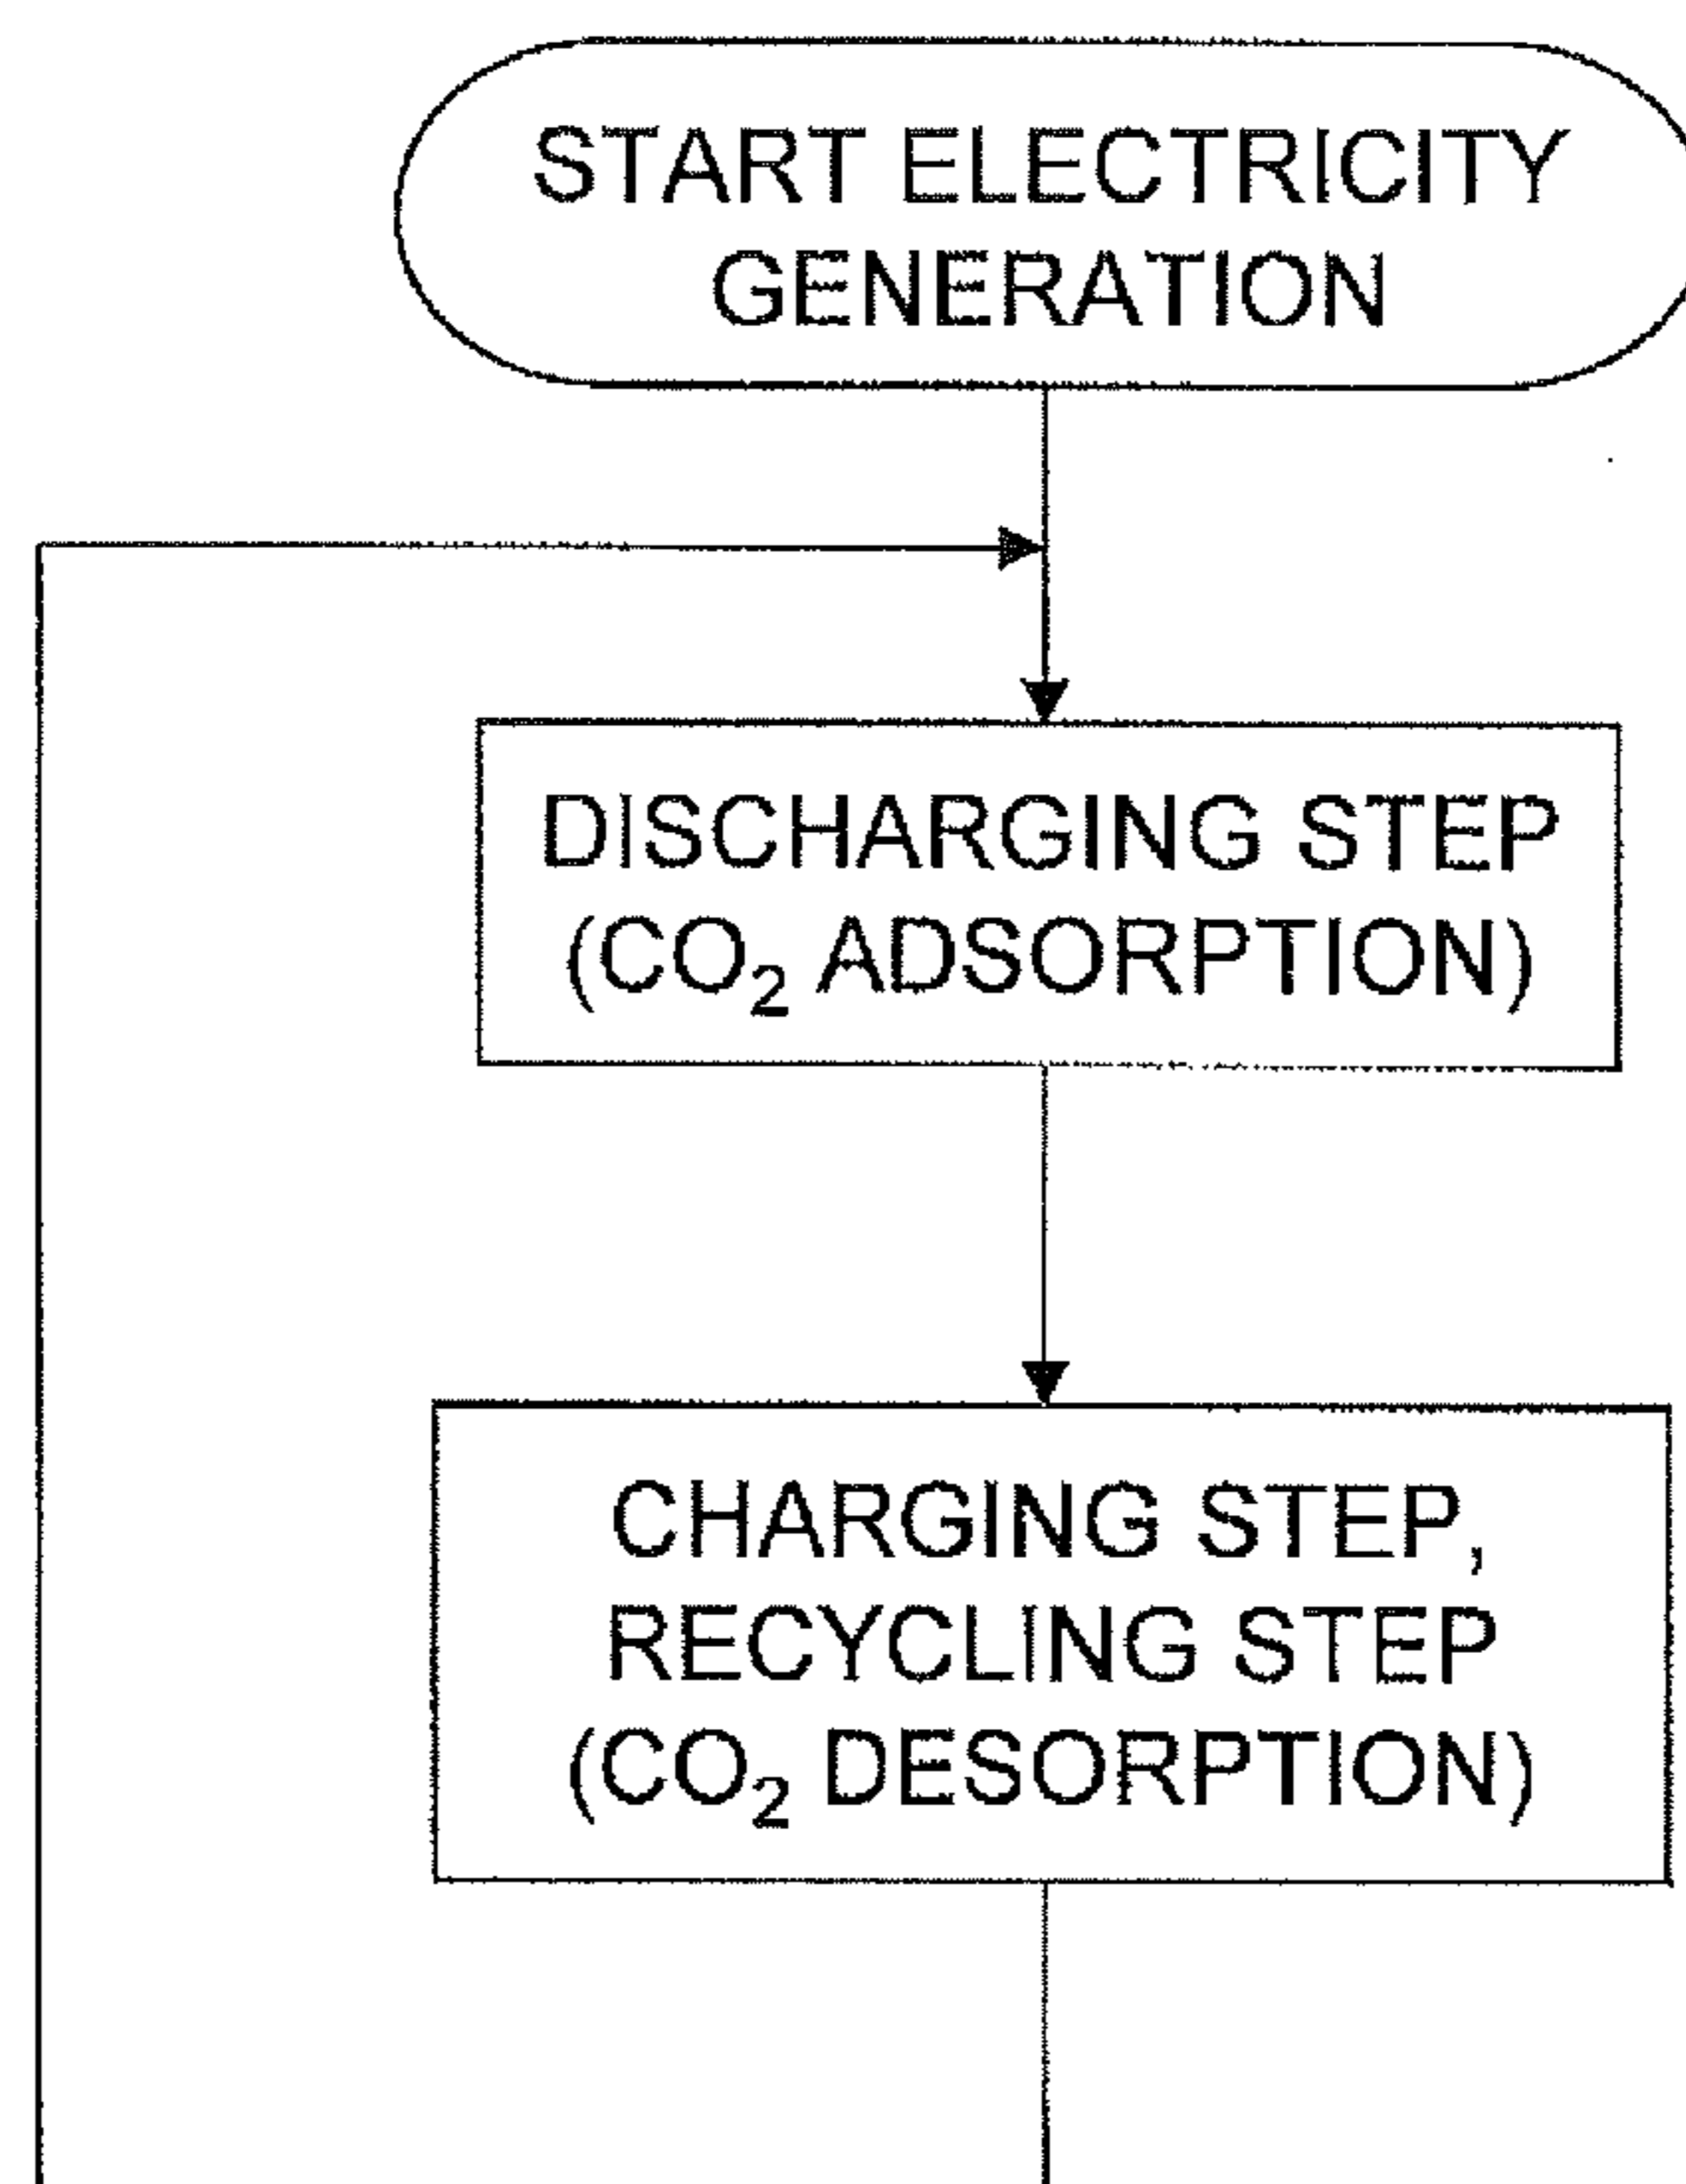 START ELECTRICITY
GENERATION
DISCHARGING STEP
(CO₂ ADSORPTION)
CHARGING STEP,
RECYCLING STEP
(CO₂ DESORPTION)